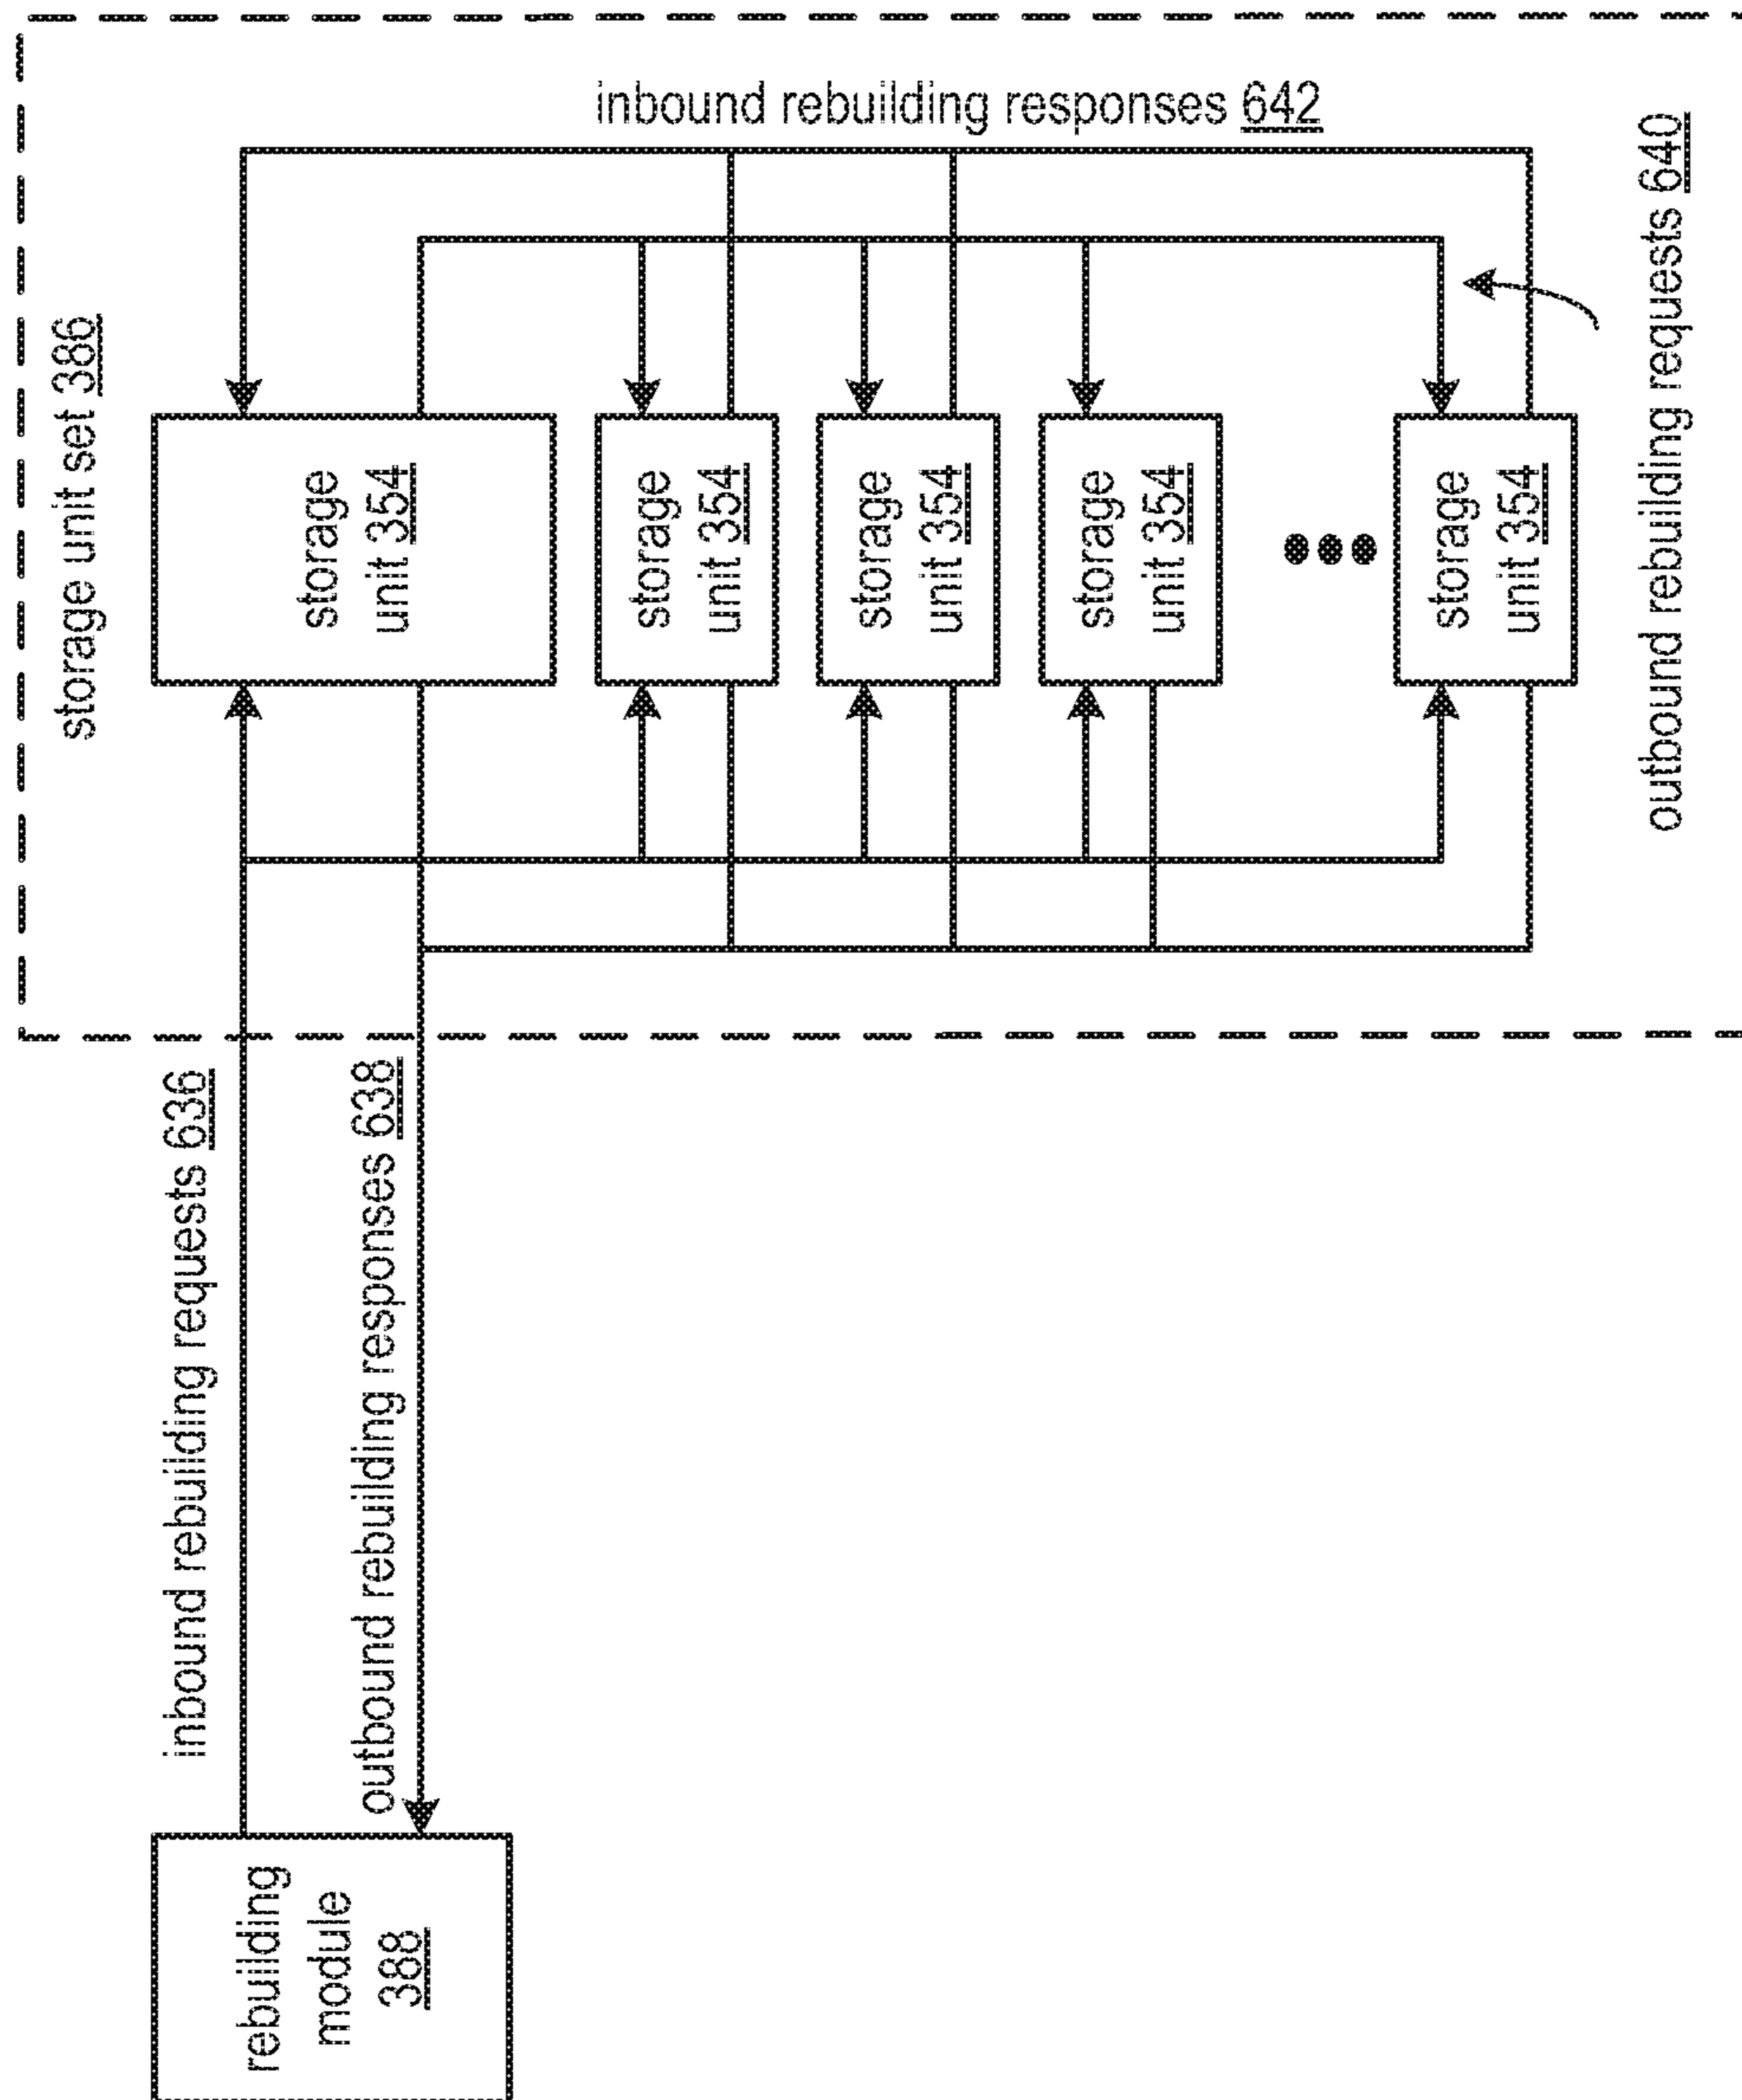 storage unit set 386
inbound rebuilding responses 642
outbound rebuilding requests 640
storage
unit 354
storage
unit 354
storage
unit 354
storage
unit 354
storage
unit 354
inbound rebuilding requests 636
outbound rebuilding responses 638
rebuilding
module
388